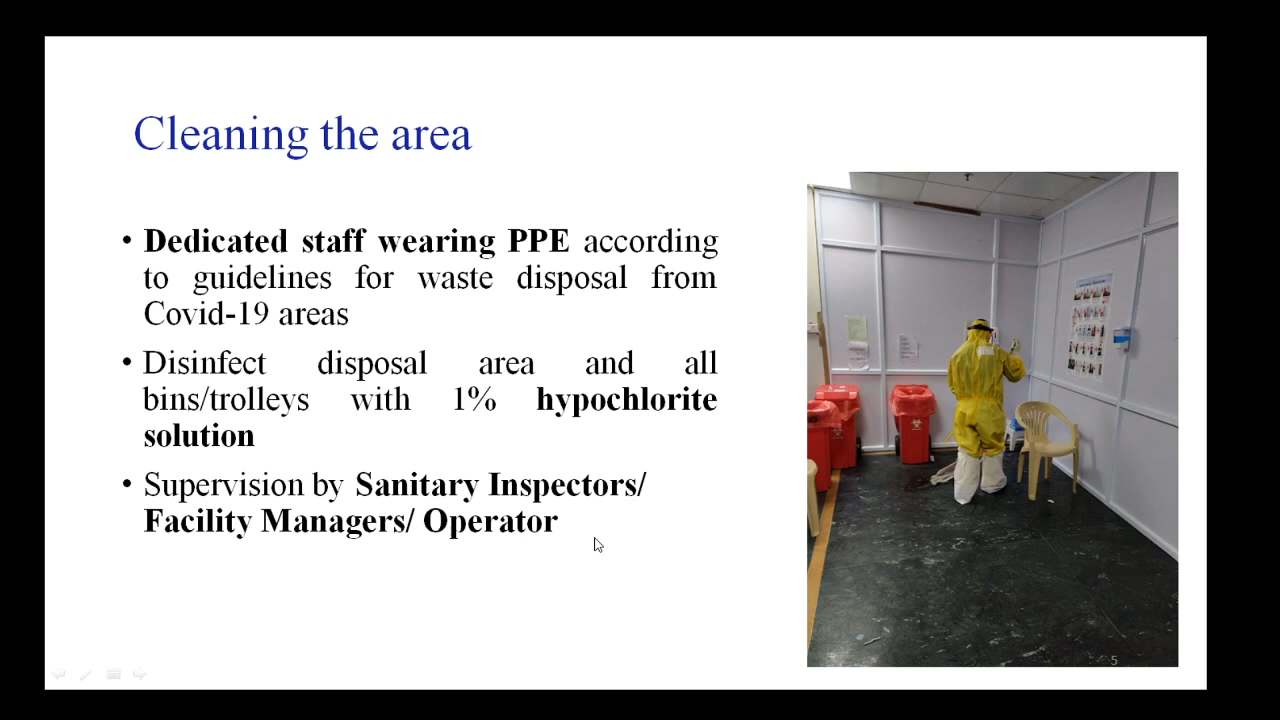 Cleaning the area
• Dedicated staff wearing PPE according
to guidelines for waste disposal from
Covid-19 areas
• Disinfect disposal area and all
bins/trolleys with 1% hypochlorite
solution
• Supervision by Sanitary Inspectors/
Facility Managers/ Operator
5